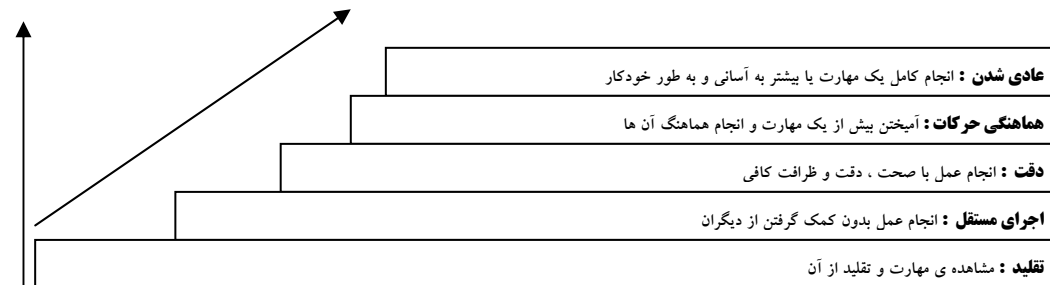 عادی شدن : انجام کامل یک مهارت یا بیشتر به آسانی و به طور خودکار
هماهنگی حرکات : آمیختن بیش از یک مهارت و انجام هماهنگ آن ها
دقت : انجام عمل با صحت ، دقت و ظرافت کافی
اجرای مستقل : انجام عمل بدون کمک گرفتن از دیگران
تقلید : مشاهده ی مهارت و تقلید از آن